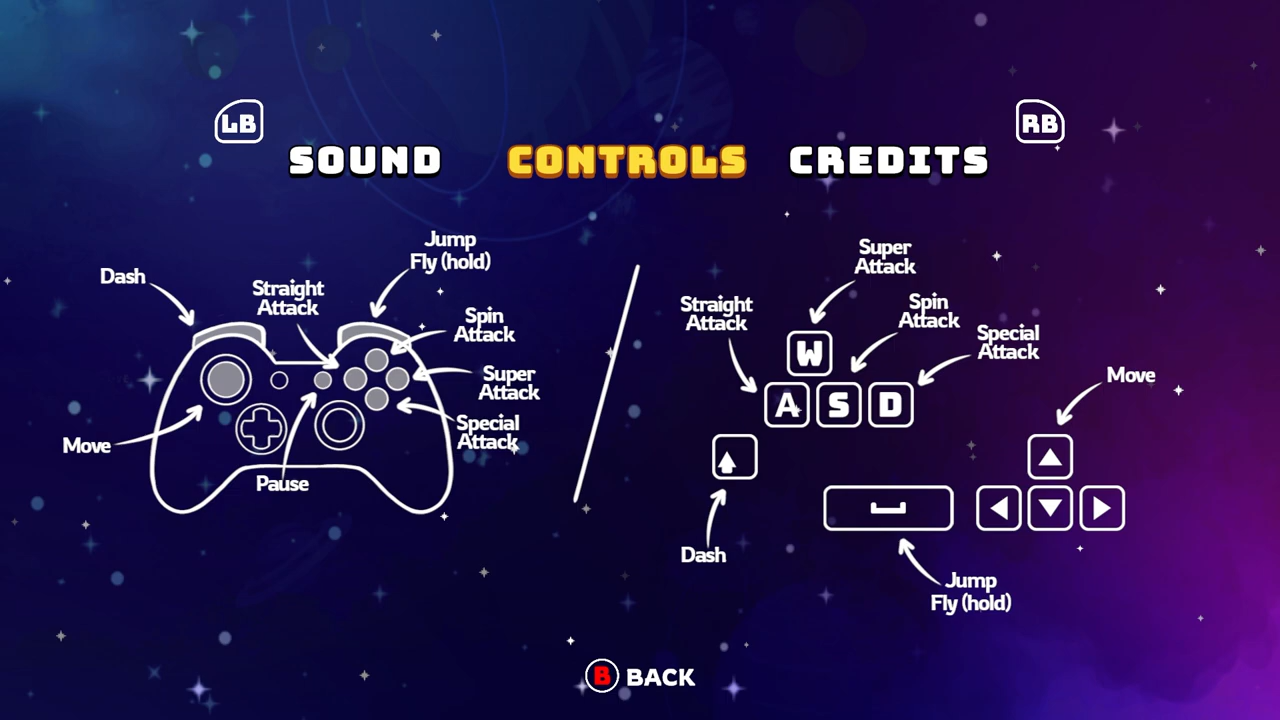 LB
RB
SOUND
CONTROLS
CREDITS
Dash
Jump
Fly (hold)
Straight
Attack
Spin
Attack
Super
Attack
Special
Attack
Move
Pause
Super
Attack
Straight
Attack
Spin
Attack
Special
Attack
Move
W
A
S
D
Dash
Jump
Fly (hold)
B
BACK